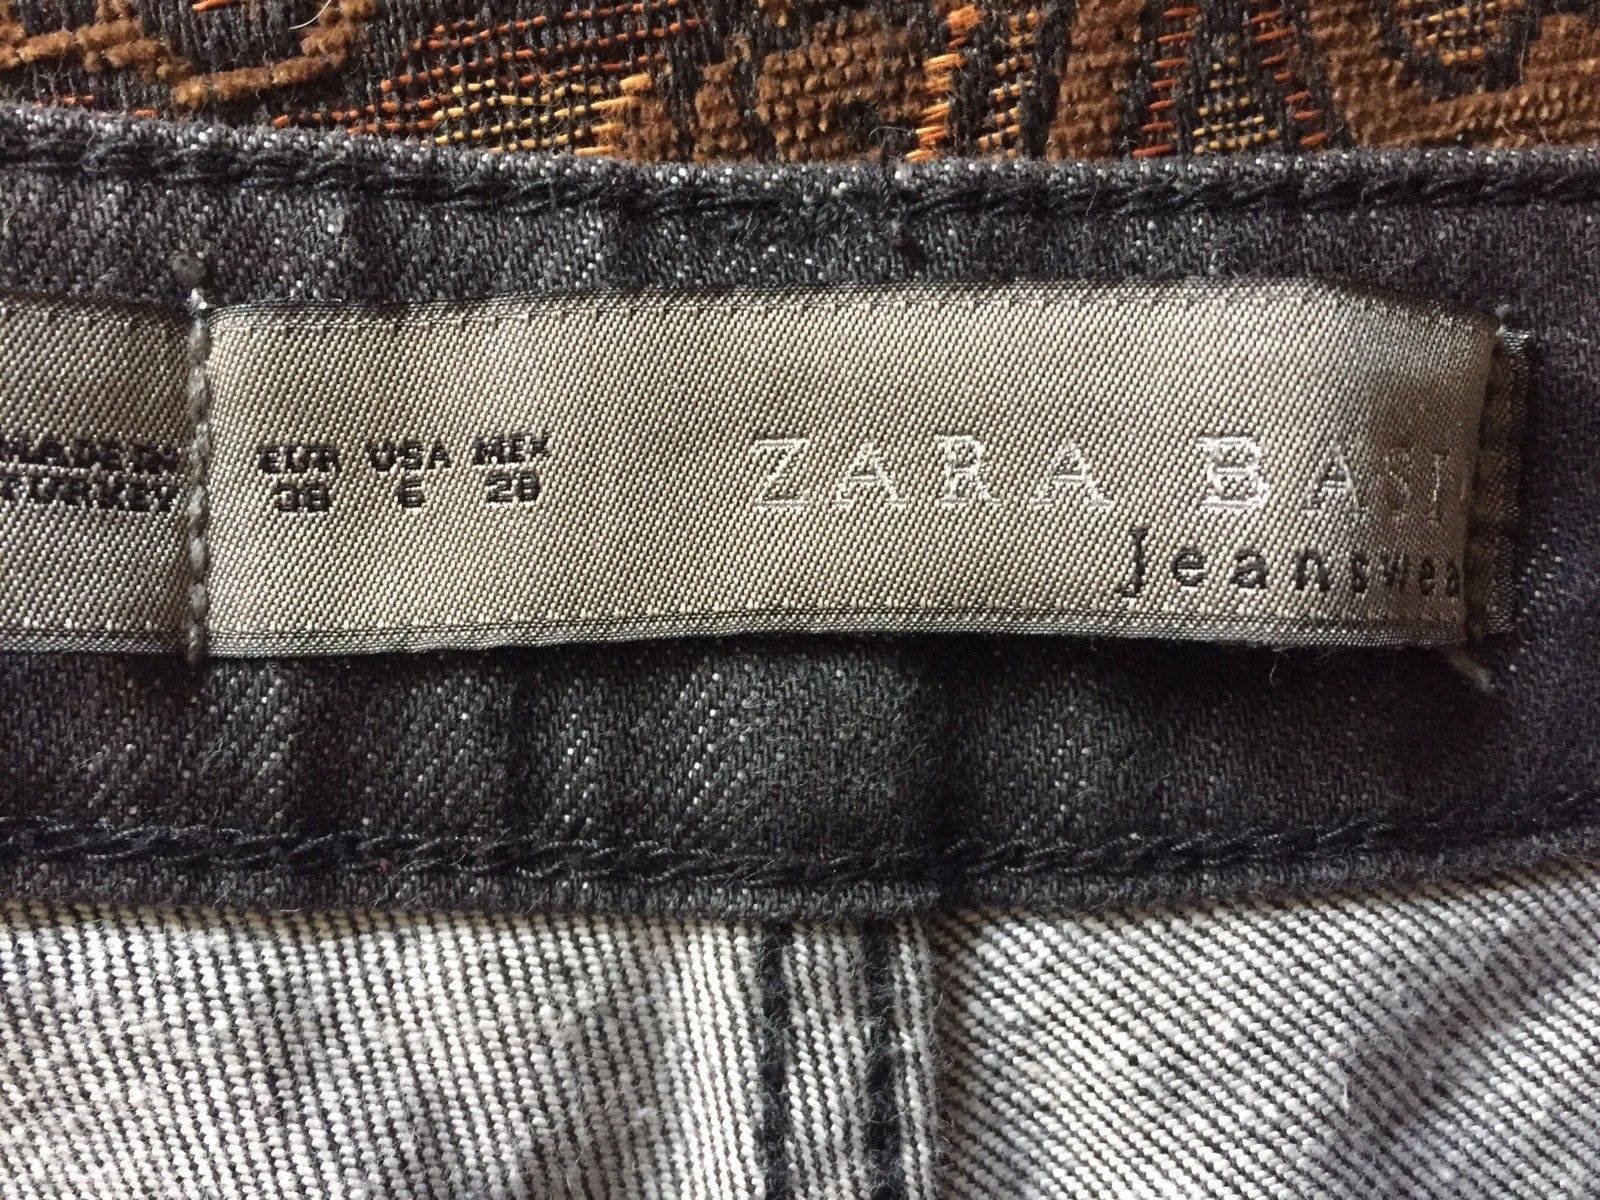 MADE IN
TURKEY
EUR USA MEX
38 6 28
ZARA BASI
Jeanswea